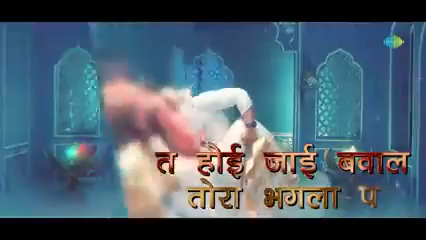 त होई जाई बवाल
तोरा भगला प